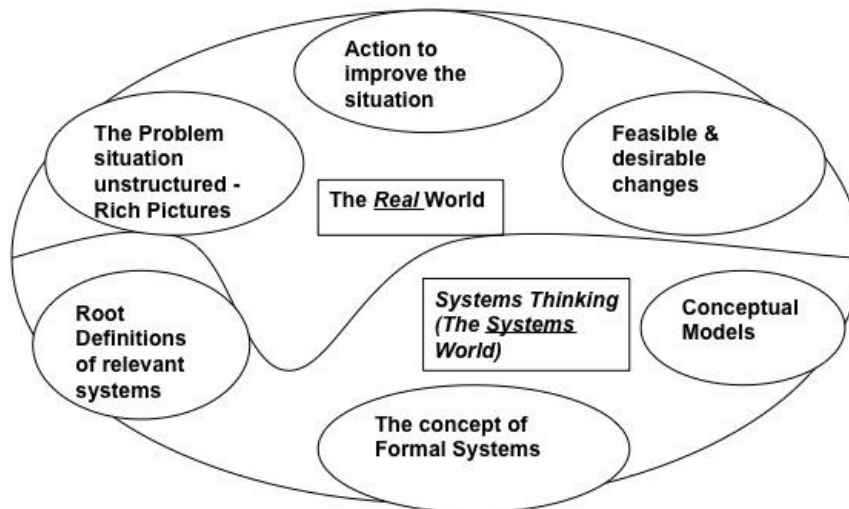 Action to
improve the
situation
The Problem
situation
unstructured -
Rich Pictures
Feasible &
desirable
changes
The Real World
Root
Definitions
of relevant
systems
Systems Thinking
(The Systems
World)
Conceptual
Models
The concept of
Formal Systems